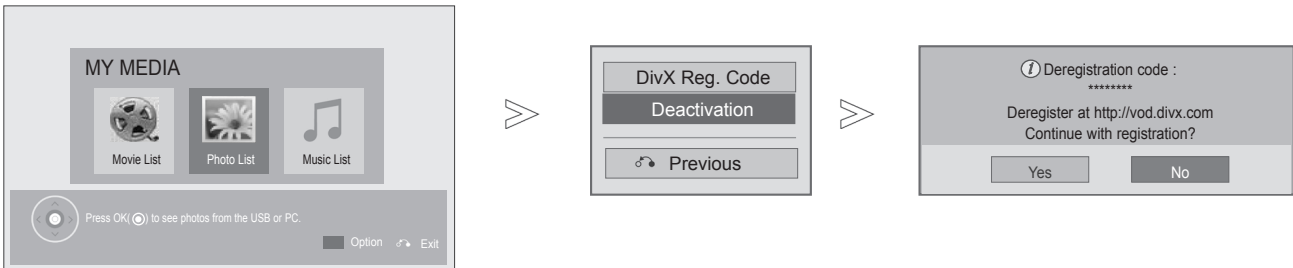 MY MEDIA
Movie List
Photo List
Music List
Press OK(◉) to see photos from the USB or PC.
Option
Exit
DivX Reg. Code
Deactivation
Previous
i Deregistration code :
********
Deregister at http://vod.divx.com
Continue with registration?
Yes
No